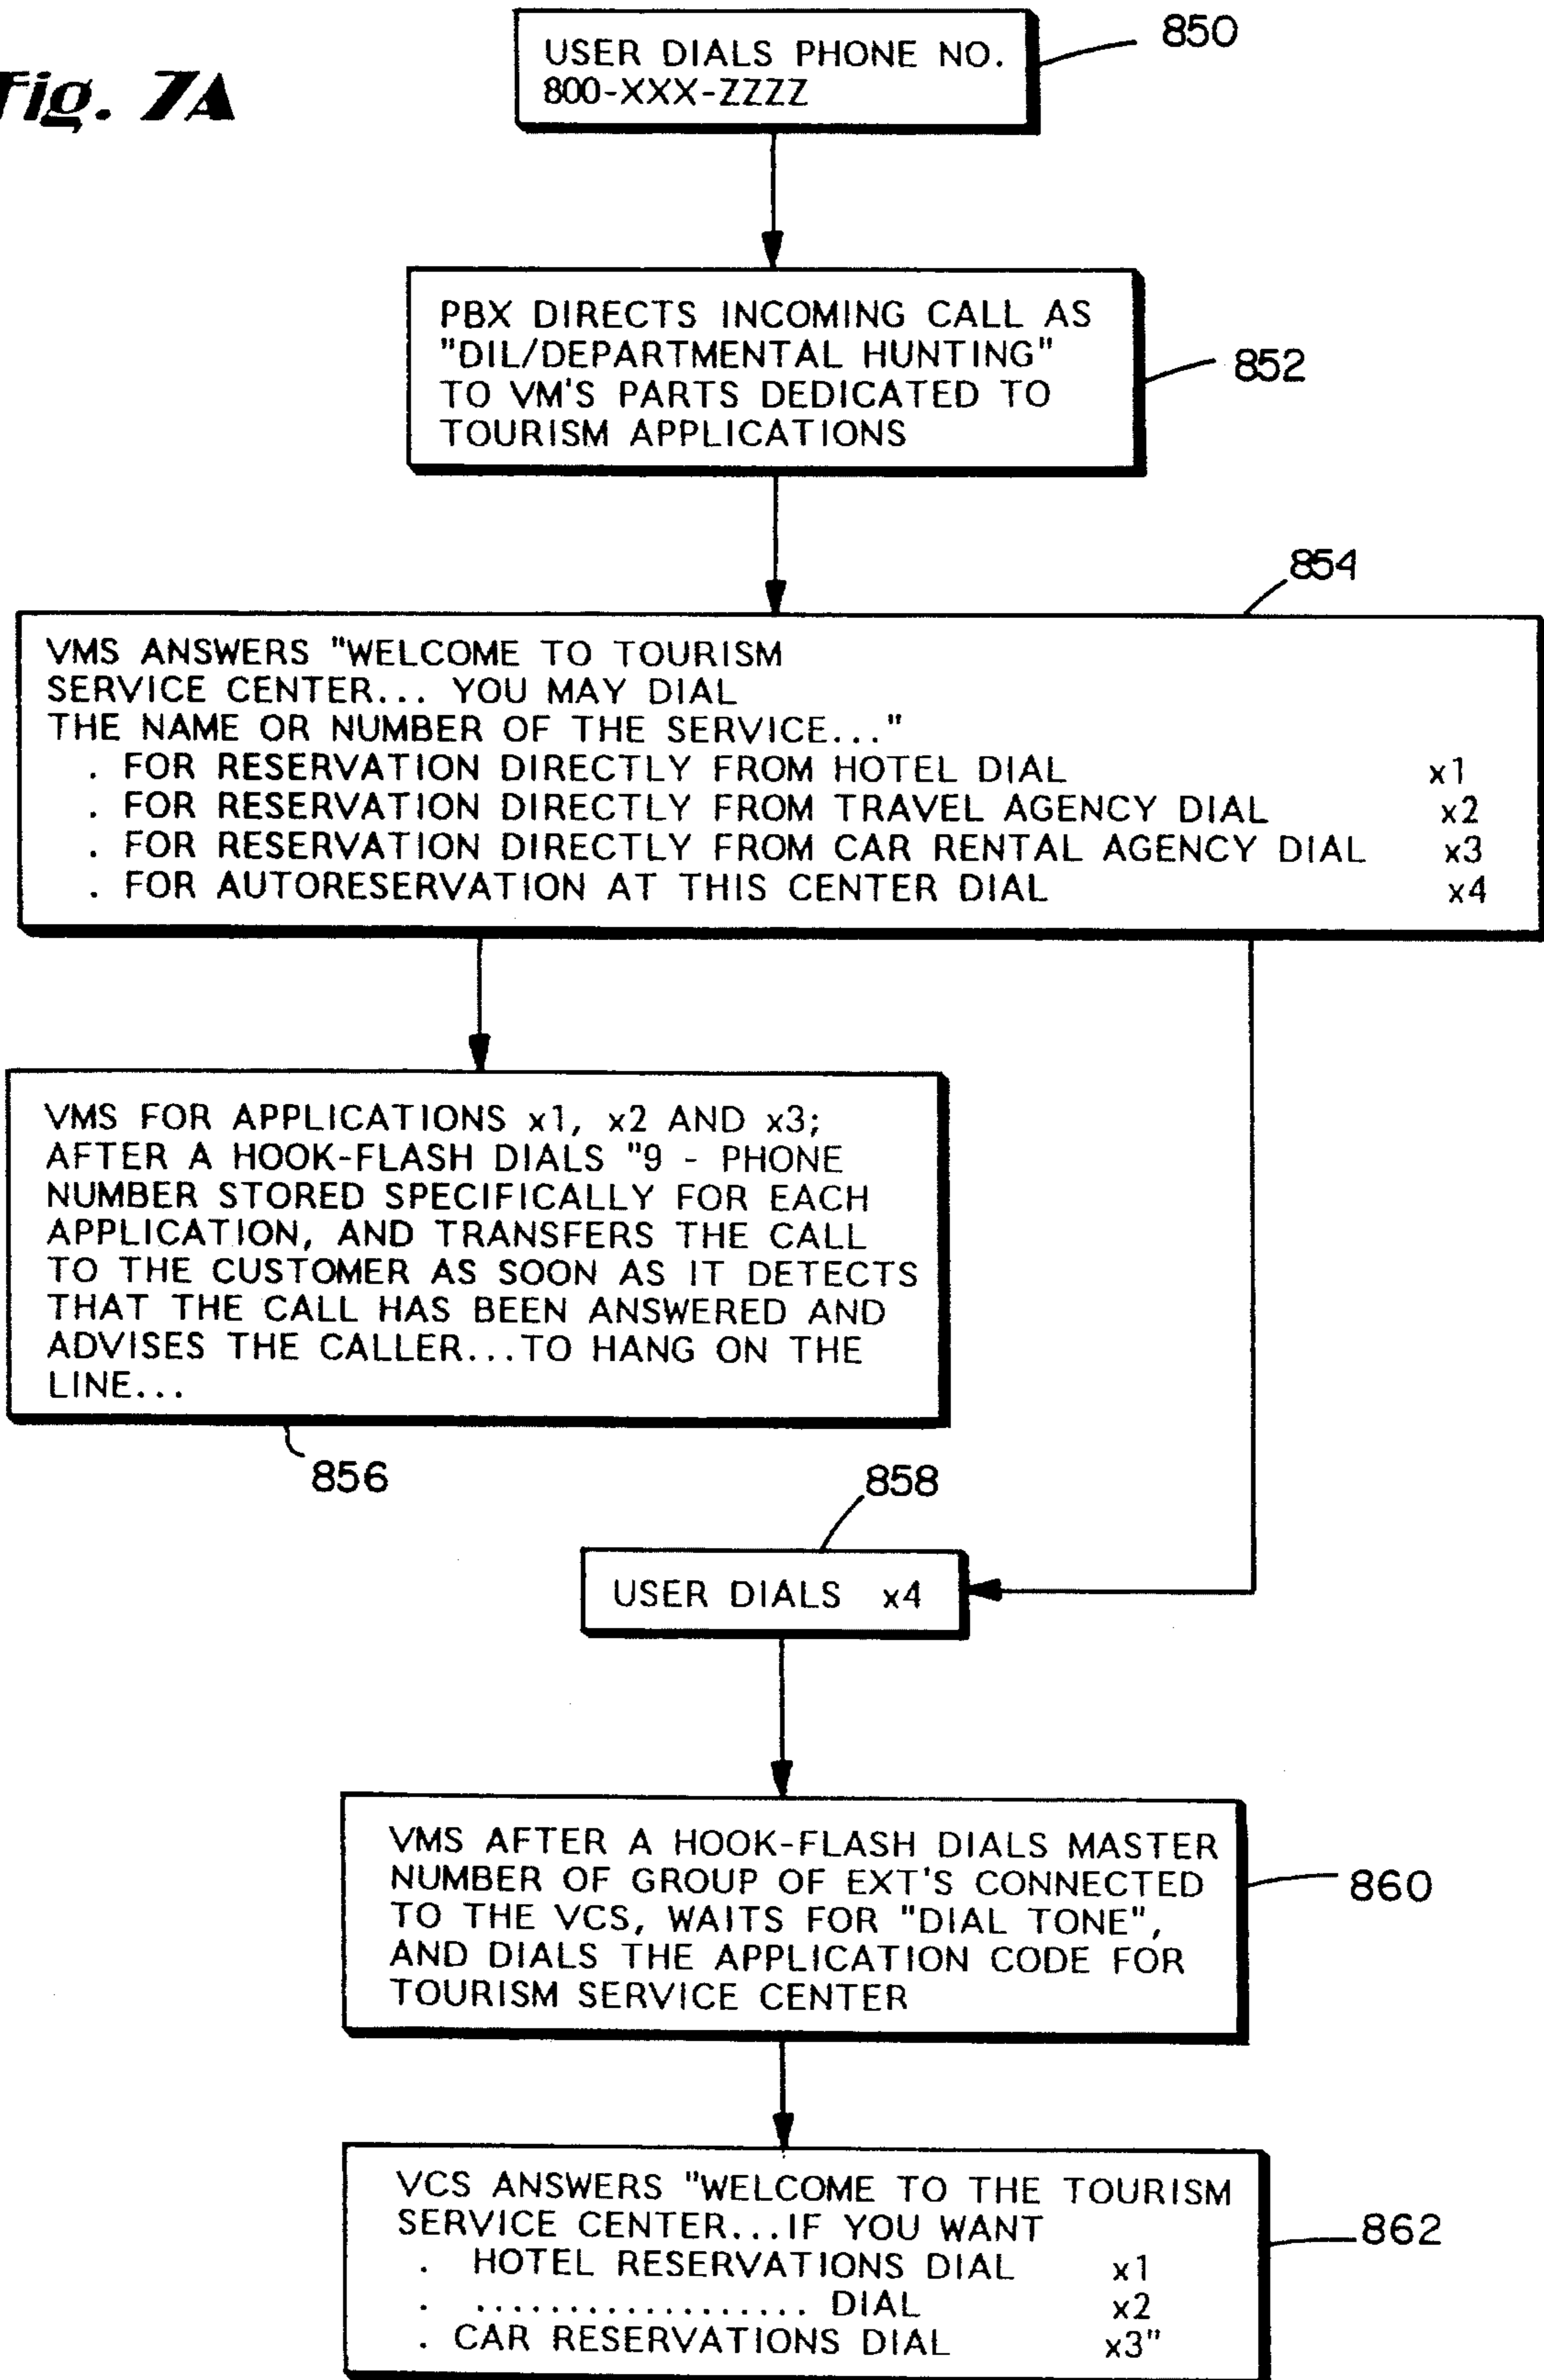 Fig. 7A
USER DIALS PHONE NO.
800-XXX-ZZZZ
850
PBX DIRECTS INCOMING CALL AS
"DIL/DEPARTMENTAL HUNTING"
TO VM'S PARTS DEDICATED TO
TOURISM APPLICATIONS
852
854
VMS ANSWERS "WELCOME TO TOURISM
SERVICE CENTER... YOU MAY DIAL
THE NAME OR NUMBER OF THE SERVICE..."
. FOR RESERVATION DIRECTLY FROM HOTEL DIAL x1
. FOR RESERVATION DIRECTLY FROM TRAVEL AGENCY DIAL x2
. FOR RESERVATION DIRECTLY FROM CAR RENTAL AGENCY DIAL x3
. FOR AUTORESERVATION AT THIS CENTER DIAL x4
VMS FOR APPLICATIONS x1, x2 AND x3;
AFTER A HOOK-FLASH DIALS "9 - PHONE
NUMBER STORED SPECIFICALLY FOR EACH
APPLICATION, AND TRANSFERS THE CALL
TO THE CUSTOMER AS SOON AS IT DETECTS
THAT THE CALL HAS BEEN ANSWERED AND
ADVISES THE CALLER...TO HANG ON THE
LINE...
856
858
USER DIALS x4
VMS AFTER A HOOK-FLASH DIALS MASTER
NUMBER OF GROUP OF EXT'S CONNECTED
TO THE VCS, WAITS FOR "DIAL TONE",
AND DIALS THE APPLICATION CODE FOR
TOURISM SERVICE CENTER
860
VCS ANSWERS "WELCOME TO THE TOURISM
SERVICE CENTER...IF YOU WANT
. HOTEL RESERVATIONS DIAL x1
. .................. DIAL x2
. CAR RESERVATIONS DIAL x3"
862